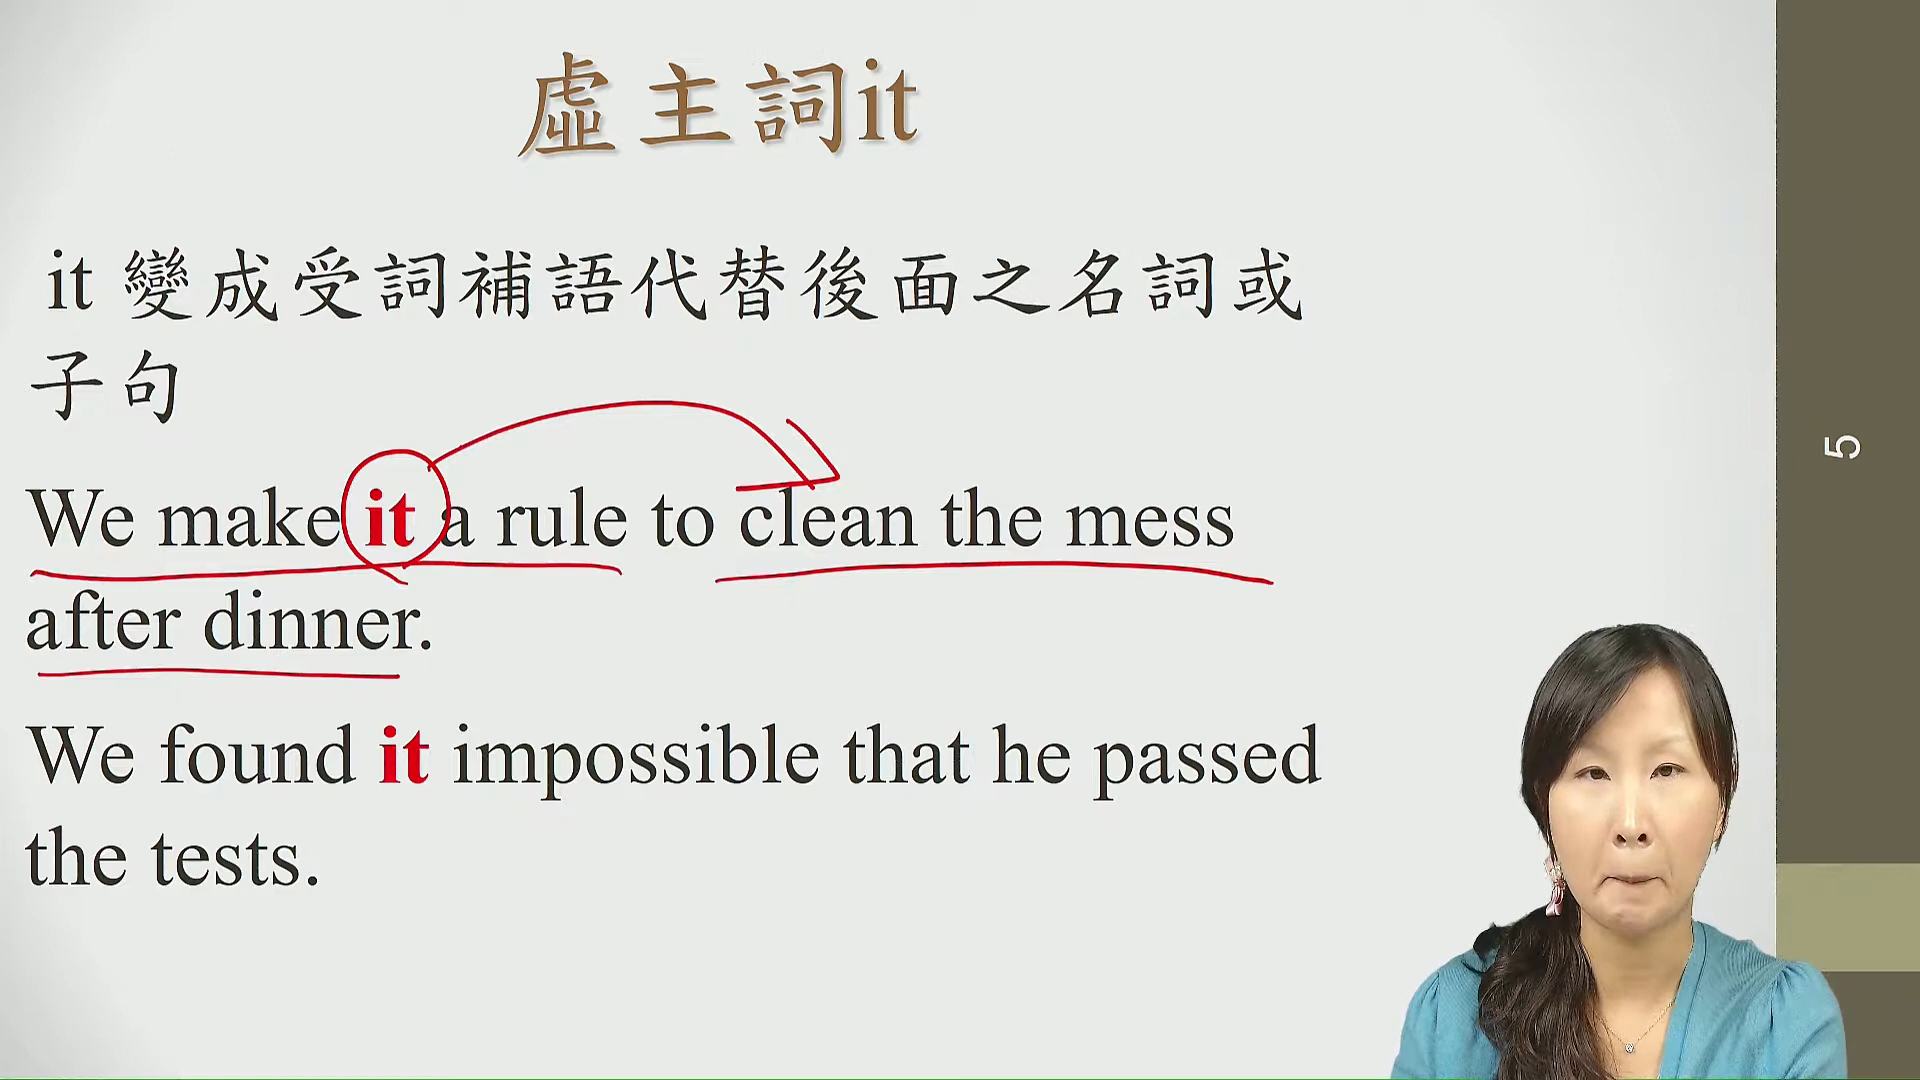 虛主詞it
it 變成受詞補語代替後面之名詞或
子句
We make it a rule to clean the mess
after dinner.
We found it impossible that he passed
the tests.
5